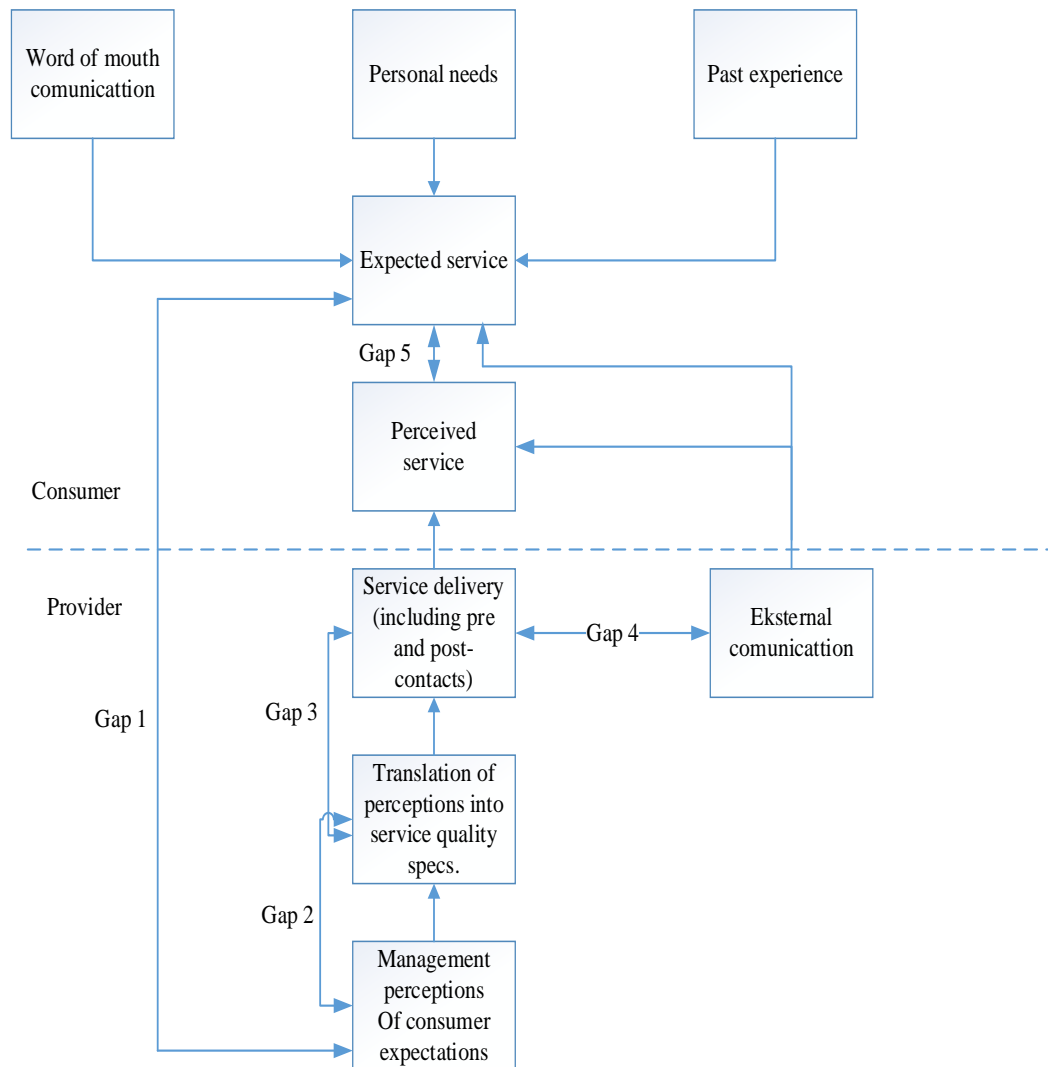 Word of mouth
comunicattion
Personal needs
Past experience
Expected service
Gap 5
Perceived
service
Consumer
Provider
Service delivery
(including pre
and post-
contacts)
Gap 4
Eksternal
comunicattion
Gap 3
Gap 1
Translation of
perceptions into
service quality
specs.
Gap 2
Management
perceptions
Of consumer
expectations